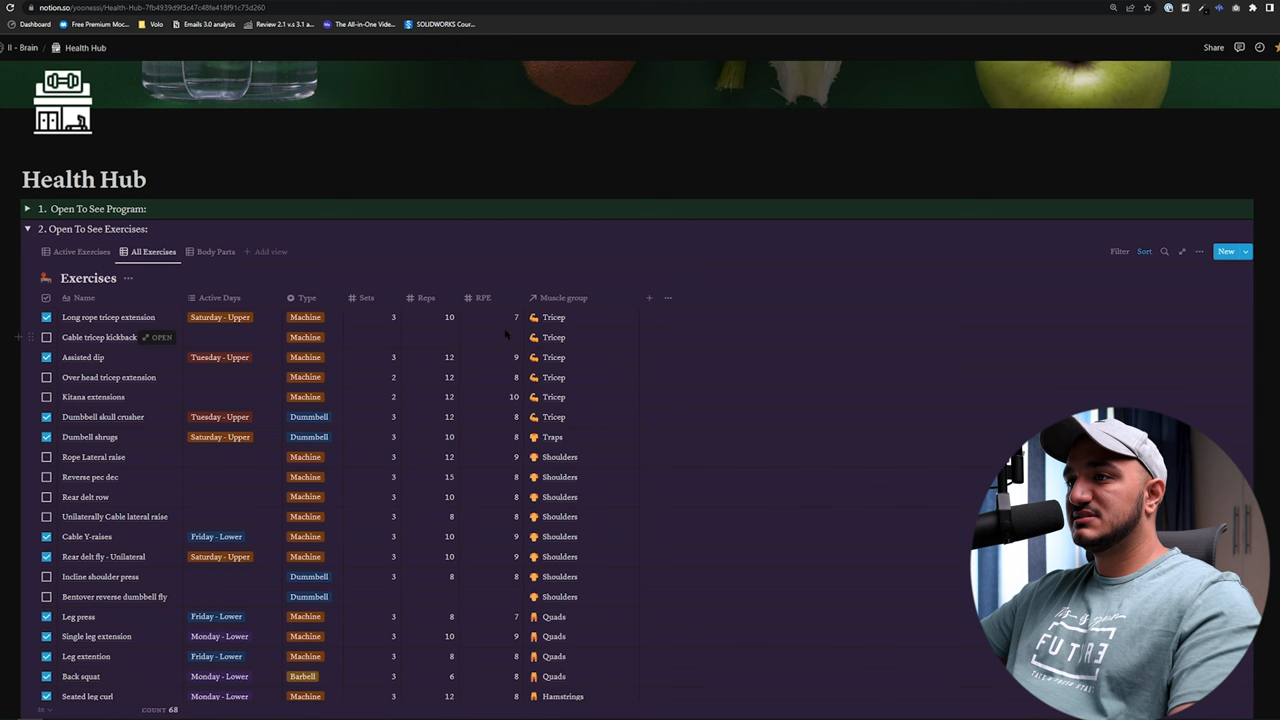 notion.so/yoonessi/Health-Hub-7fb4939d9f3c47c48fe418f91c73d260
Dashboard Free Premium Moc... Volo Emails 3.0 analysis Review 2.1 v.s 3.1 a... The All-in-One Vide... SOLIDWORKS Cour...
II - Brain / Health Hub Share
Health Hub
1. Open To See Program:
2. Open To See Exercises:
Active Exercises All Exercises Body Parts + Add view Filter Sort New
Exercises
Name Active Days Type Sets Reps RPE Muscle group
Long rope tricep extension Saturday - Upper Machine 3 10 7 Tricep
Cable tricep kickback OPEN Machine Tricep
Assisted dip Tuesday - Upper Machine 3 12 9 Tricep
Over head tricep extension Machine 2 12 8 Tricep
Kitana extensions Machine 2 12 10 Tricep
Dumbbell skull crusher Tuesday - Upper Dummbell 3 12 8 Tricep
Dumbell shrugs Saturday - Upper Dummbell 3 10 8 Traps
Rope Lateral raise Machine 3 12 9 Shoulders
Reverse pec dec Machine 3 15 8 Shoulders
Rear delt row Machine 3 10 8 Shoulders
Unilaterally Cable lateral raise Machine 3 8 8 Shoulders
Cable Y-raises Friday - Lower Machine 3 10 9 Shoulders
Rear delt fly - Unilateral Saturday - Upper Machine 3 10 9 Shoulders
Incline shoulder press Dummbell 3 8 8 Shoulders
Bentover reverse dumbbell fly Dummbell Shoulders
Leg press Friday - Lower Machine 3 8 7 Quads
Single leg extension Monday - Lower Machine 3 10 9 Quads
Leg extention Friday - Lower Machine 3 8 8 Quads
Back squat Monday - Lower Barbell 3 6 8 Quads
Seated leg curl Monday - Lower Machine 3 12 8 Hamstrings
COUNT 68
FUTURE